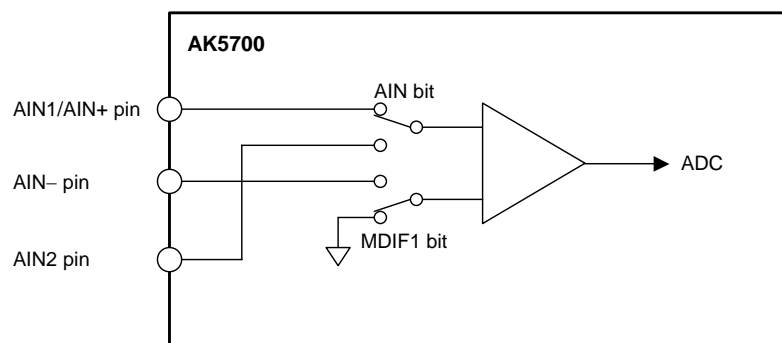 AK5700
AIN bit
AIN1/AIN+ pin
ADC
AIN− pin
MDIF1 bit
AIN2 pin